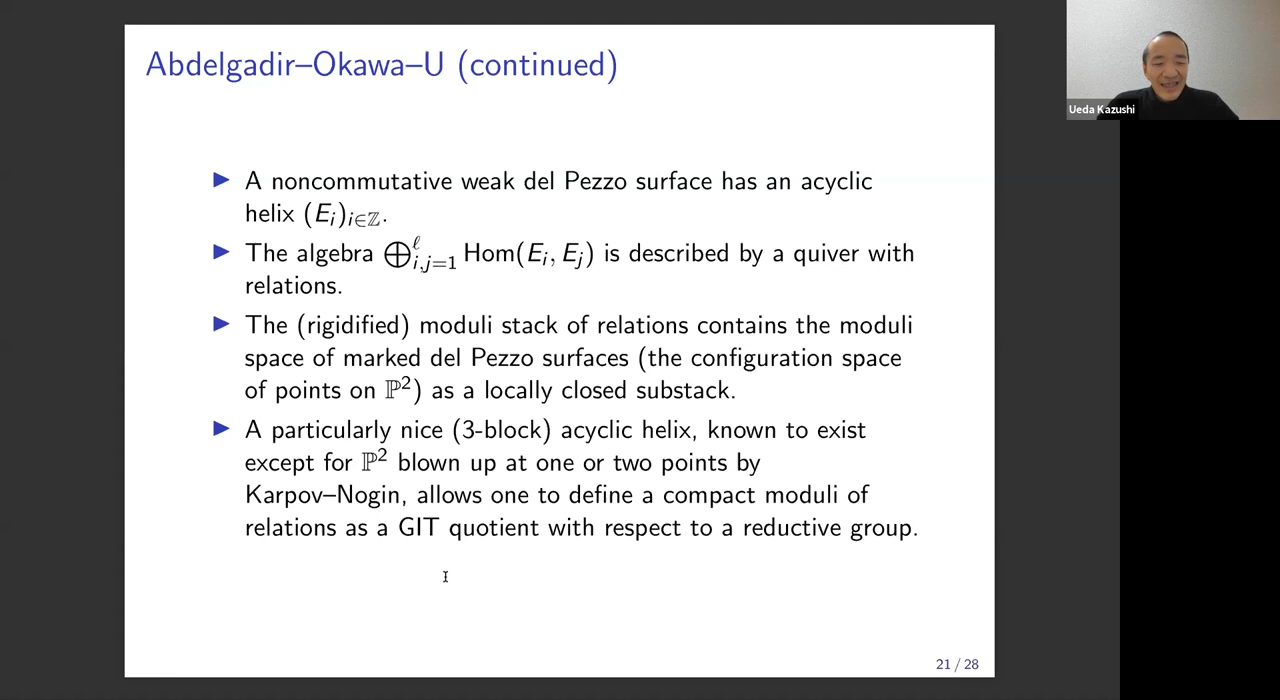 Abdelgadir–Okawa–U (continued)
Ueda Kazushi
▶ A noncommutative weak del Pezzo surface has an acyclic
helix (E_i)_{i∈ℤ}.
▶ The algebra ⊕_{i,j=1}^ℓ Hom(E_i, E_j) is described by a quiver with
relations.
▶ The (rigidified) moduli stack of relations contains the moduli
space of marked del Pezzo surfaces (the configuration space
of points on ℙ²) as a locally closed substack.
▶ A particularly nice (3-block) acyclic helix, known to exist
except for ℙ² blown up at one or two points by
Karpov–Nogin, allows one to define a compact moduli of
relations as a GIT quotient with respect to a reductive group.
21 / 28